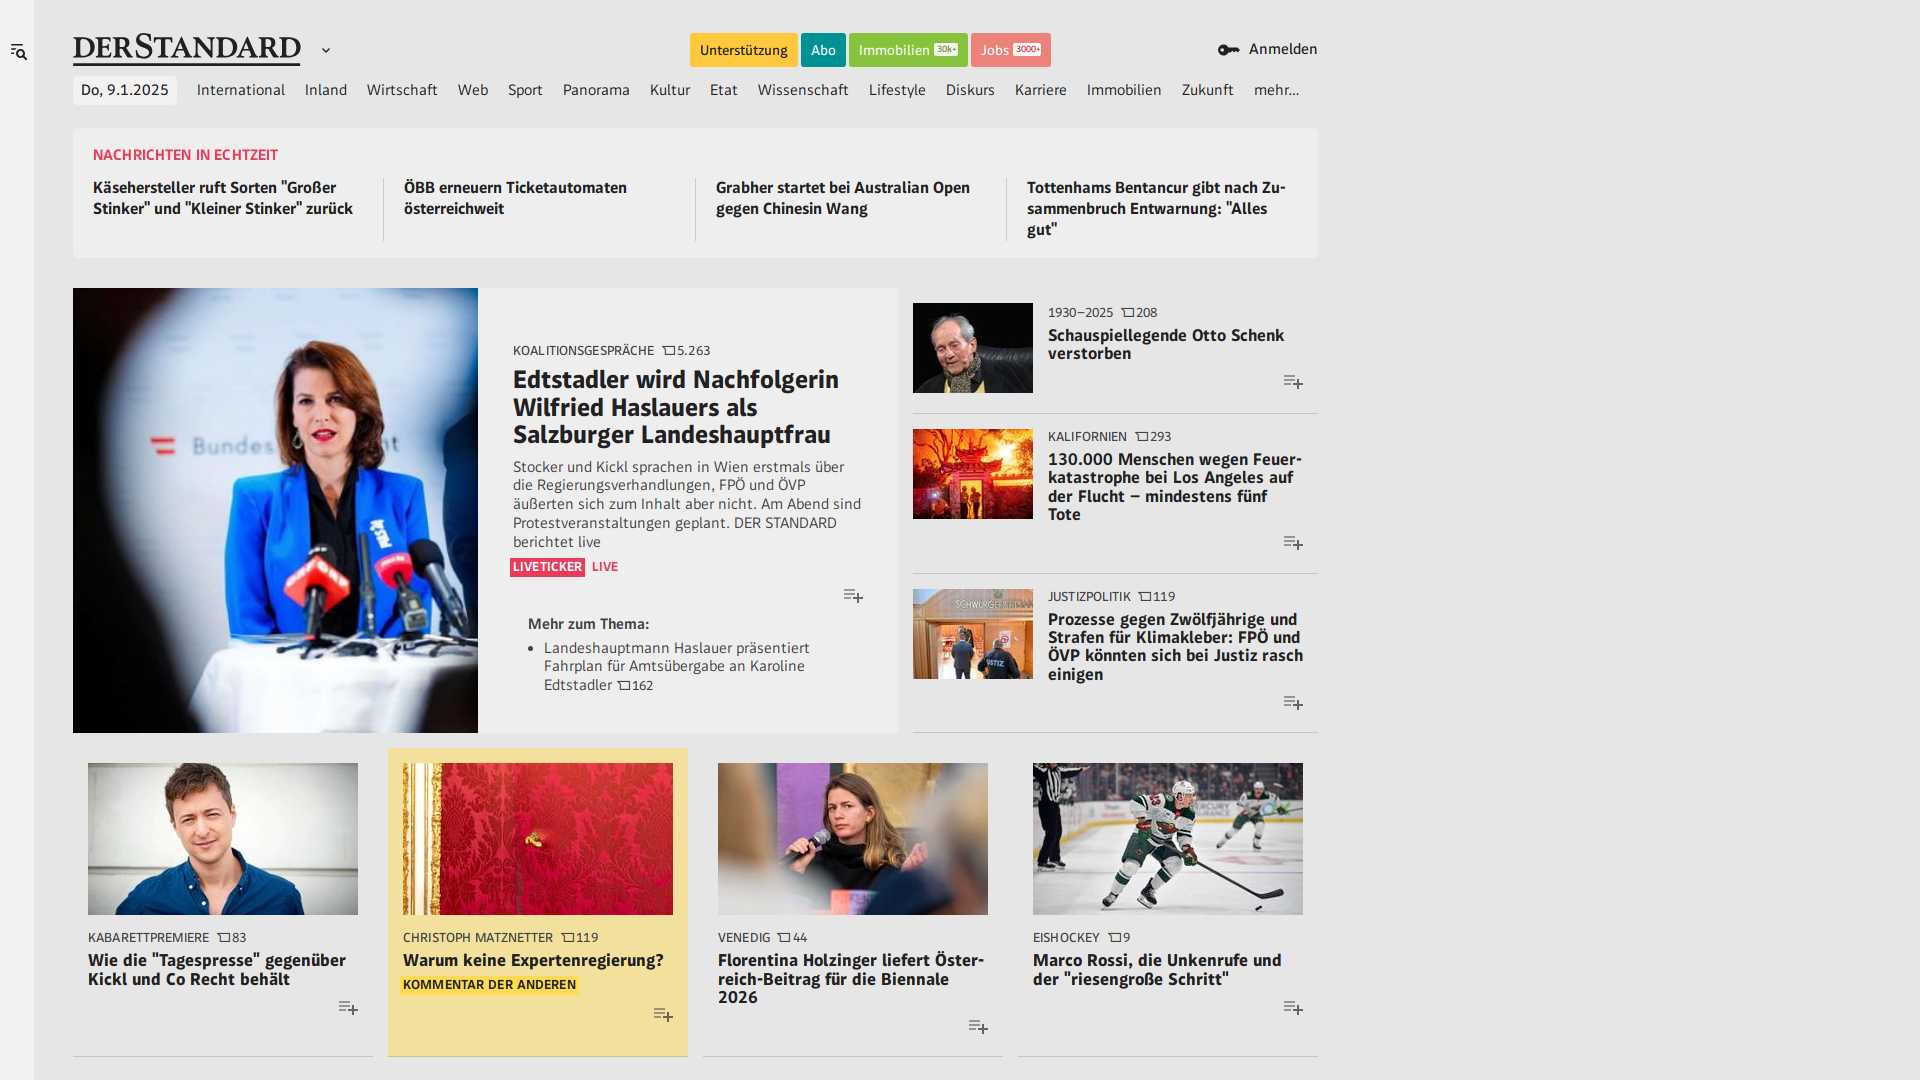 DERSTANDARD
Unterstützung
Abo
Immobilien 30k+
Jobs 3000+
Anmelden
Do, 9.1.2025
International
Inland
Wirtschaft
Web
Sport
Panorama
Kultur
Etat
Wissenschaft
Lifestyle
Diskurs
Karriere
Immobilien
Zukunft
mehr...
NACHRICHTEN IN ECHTZEIT
Käsehersteller ruft Sorten "Großer
Stinker" und "Kleiner Stinker" zurück
ÖBB erneuern Ticketautomaten
österreichweit
Grabher startet bei Australian Open
gegen Chinesin Wang
Tottenhams Bentancur gibt nach Zu-
sammenbruch Entwarnung: "Alles
gut"
KOALITIONSGESPRÄCHE 5.263
Edtstadler wird Nachfolgerin
Wilfried Haslauers als
Salzburger Landeshauptfrau
Stocker und Kickl sprachen in Wien erstmals über
die Regierungsverhandlungen, FPÖ und ÖVP
äußerten sich zum Inhalt aber nicht. Am Abend sind
Protestveranstaltungen geplant. DER STANDARD
berichtet live
LIVETICKER LIVE
Mehr zum Thema:
• Landeshauptmann Haslauer präsentiert
Fahrplan für Amtsübergabe an Karoline
Edtstadler 162
1930–2025 208
Schauspiellegende Otto Schenk
verstorben
KALIFORNIEN 293
130.000 Menschen wegen Feuer-
katastrophe bei Los Angeles auf
der Flucht – mindestens fünf
Tote
JUSTIZPOLITIK 119
Prozesse gegen Zwölfjährige und
Strafen für Klimakleber: FPÖ und
ÖVP könnten sich bei Justiz rasch
einigen
KABARETTPREMIERE 83
Wie die "Tagespresse" gegenüber
Kickl und Co Recht behält
CHRISTOPH MATZNETTER 119
Warum keine Expertenregierung?
KOMMENTAR DER ANDEREN
VENEDIG 44
Florentina Holzinger liefert Öster-
reich-Beitrag für die Biennale
2026
EISHOCKEY 9
Marco Rossi, die Unkenrufe und
der "riesengroße Schritt"